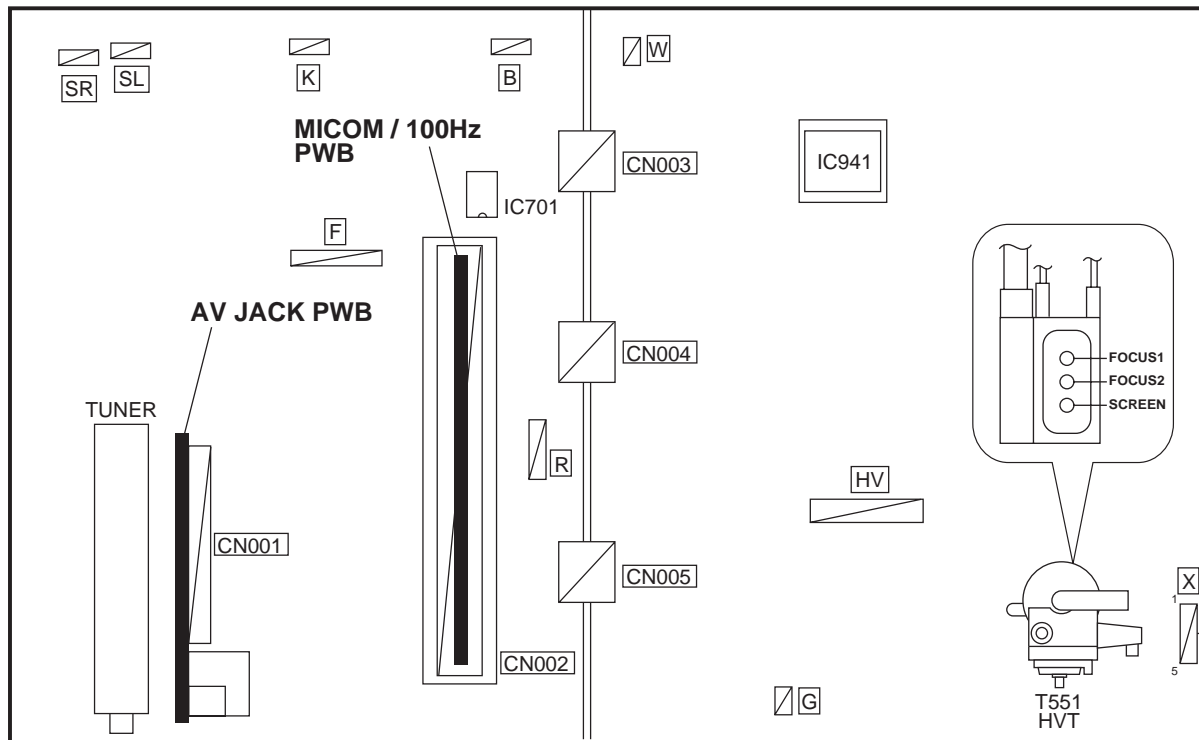 SR
SL
K
B
W
MICOM / 100Hz
PWB
IC701
CN003
IC941
F
AV JACK PWB
CN004
FOCUS1
FOCUS2
SCREEN
TUNER
R
HV
CN001
CN005
X
1
5
CN002
G
T551
HVT